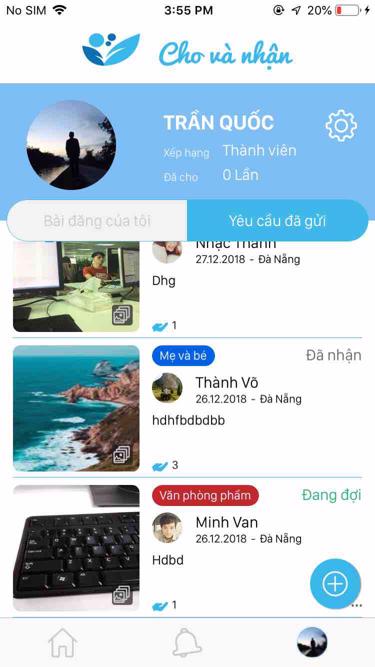 No SIM 3:55 PM 20%
Cho và nhận
TRẦN QUỐC
Xếp hạng Thành viên
Đã cho 0 Lần
Bài đăng của tôi Yêu cầu đã gửi
Nhạc Thành
27.12.2018 - Đà Nẵng
Dhg
1
Mẹ và bé Đã nhận
Thành Võ
26.12.2018 - Đà Nẵng
hdhfbdbdbb
3
Văn phòng phẩm Đang đợi
Minh Van
26.12.2018 - Đà Nẵng
Hdbd
1